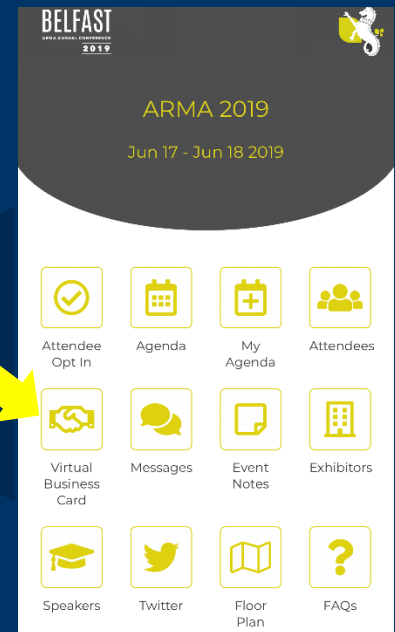 BELFAST
ARMA ANNUAL CONFERENCE
2019
ARMA 2019
Jun 17 - Jun 18 2019
Attendee
Opt In
Agenda
My
Agenda
Attendees
Virtual
Business
Card
Messages
Event
Notes
Exhibitors
Speakers
Twitter
Floor
Plan
FAQs